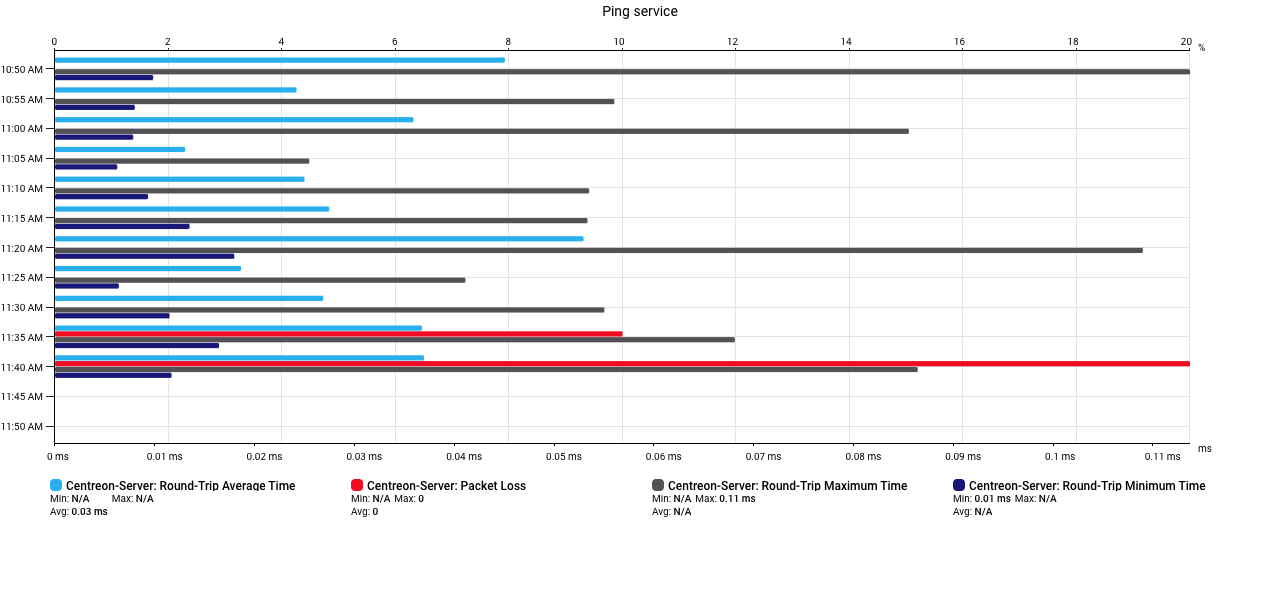 Ping service
0 2 4 6 8 10 12 14 16 18 20 %
10:50 AM
10:55 AM
11:00 AM
11:05 AM
11:10 AM
11:15 AM
11:20 AM
11:25 AM
11:30 AM
11:35 AM
11:40 AM
11:45 AM
11:50 AM
0 ms 0.01 ms 0.02 ms 0.03 ms 0.04 ms 0.05 ms 0.06 ms 0.07 ms 0.08 ms 0.09 ms 0.1 ms 0.11 ms ms
Centreon-Server: Round-Trip Average Time Centreon-Server: Packet Loss Centreon-Server: Round-Trip Maximum Time Centreon-Server: Round-Trip Minimum Time
Min: N/A Max: N/A Min: N/A Max: 0 Min: N/A Max: 0.11 ms Min: 0.01 ms Max: N/A
Avg: 0.03 ms Avg: 0 Avg: N/A Avg: N/A